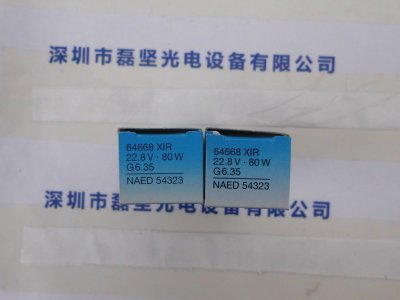 深圳市磊坚光电设备有限公司
64668 XIR
22.8 V · 80 W
G6.35
NAED 54323
64668 XIR
22.8 V · 80 W
G6.35
NAED 54323
深圳市磊坚光电设备有限公司